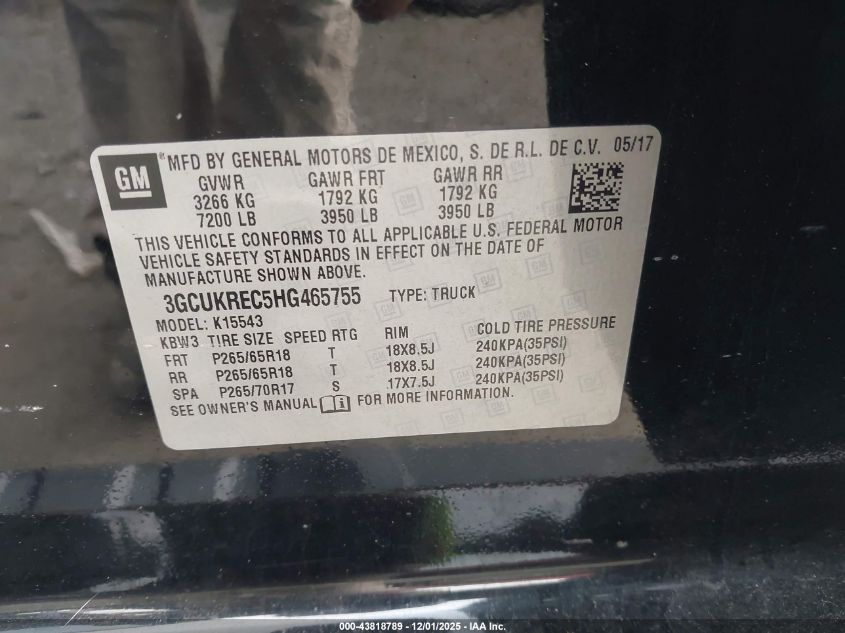 GM
MFD BY GENERAL MOTORS DE MEXICO, S. DE R.L. DE C.V. 05/17
GVWR GAWR FRT GAWR RR
3266 KG 1792 KG 1792 KG
7200 LB 3950 LB 3950 LB
THIS VEHICLE CONFORMS TO ALL APPLICABLE U.S. FEDERAL MOTOR
VEHICLE SAFETY STANDARDS IN EFFECT ON THE DATE OF
MANUFACTURE SHOWN ABOVE.
3GCUKREC5HG465755 TYPE: TRUCK
MODEL: K15543
KBW3 TIRE SIZE SPEED RTG RIM COLD TIRE PRESSURE
FRT P265/65R18 T 18X8.5J 240KPA(35PSI)
RR P265/65R18 T 18X8.5J 240KPA(35PSI)
SPA P265/70R17 S 17X7.5J 240KPA(35PSI)
SEE OWNER'S MANUAL FOR MORE INFORMATION.
000-43818789 - 12/01/2025 - IAA Inc.